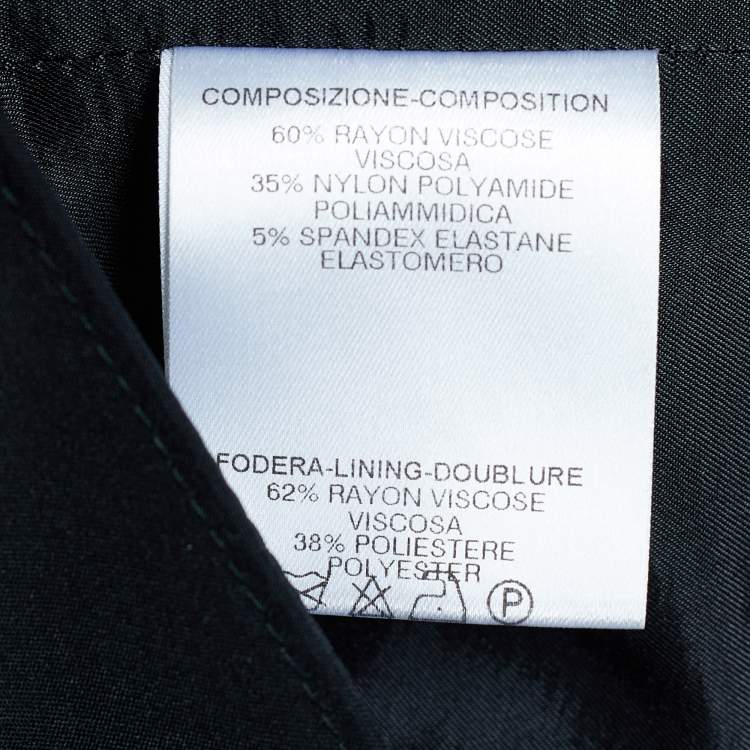 COMPOSIZIONE-COMPOSITION
60% RAYON VISCOSE
VISCOSA
35% NYLON POLYAMIDE
POLIAMMIDICA
5% SPANDEX ELASTANE
ELASTOMERO
FODERA-LINING-DOUBLURE
62% RAYON VISCOSE
VISCOSA
38% POLIESTERE
POLYESTER
P